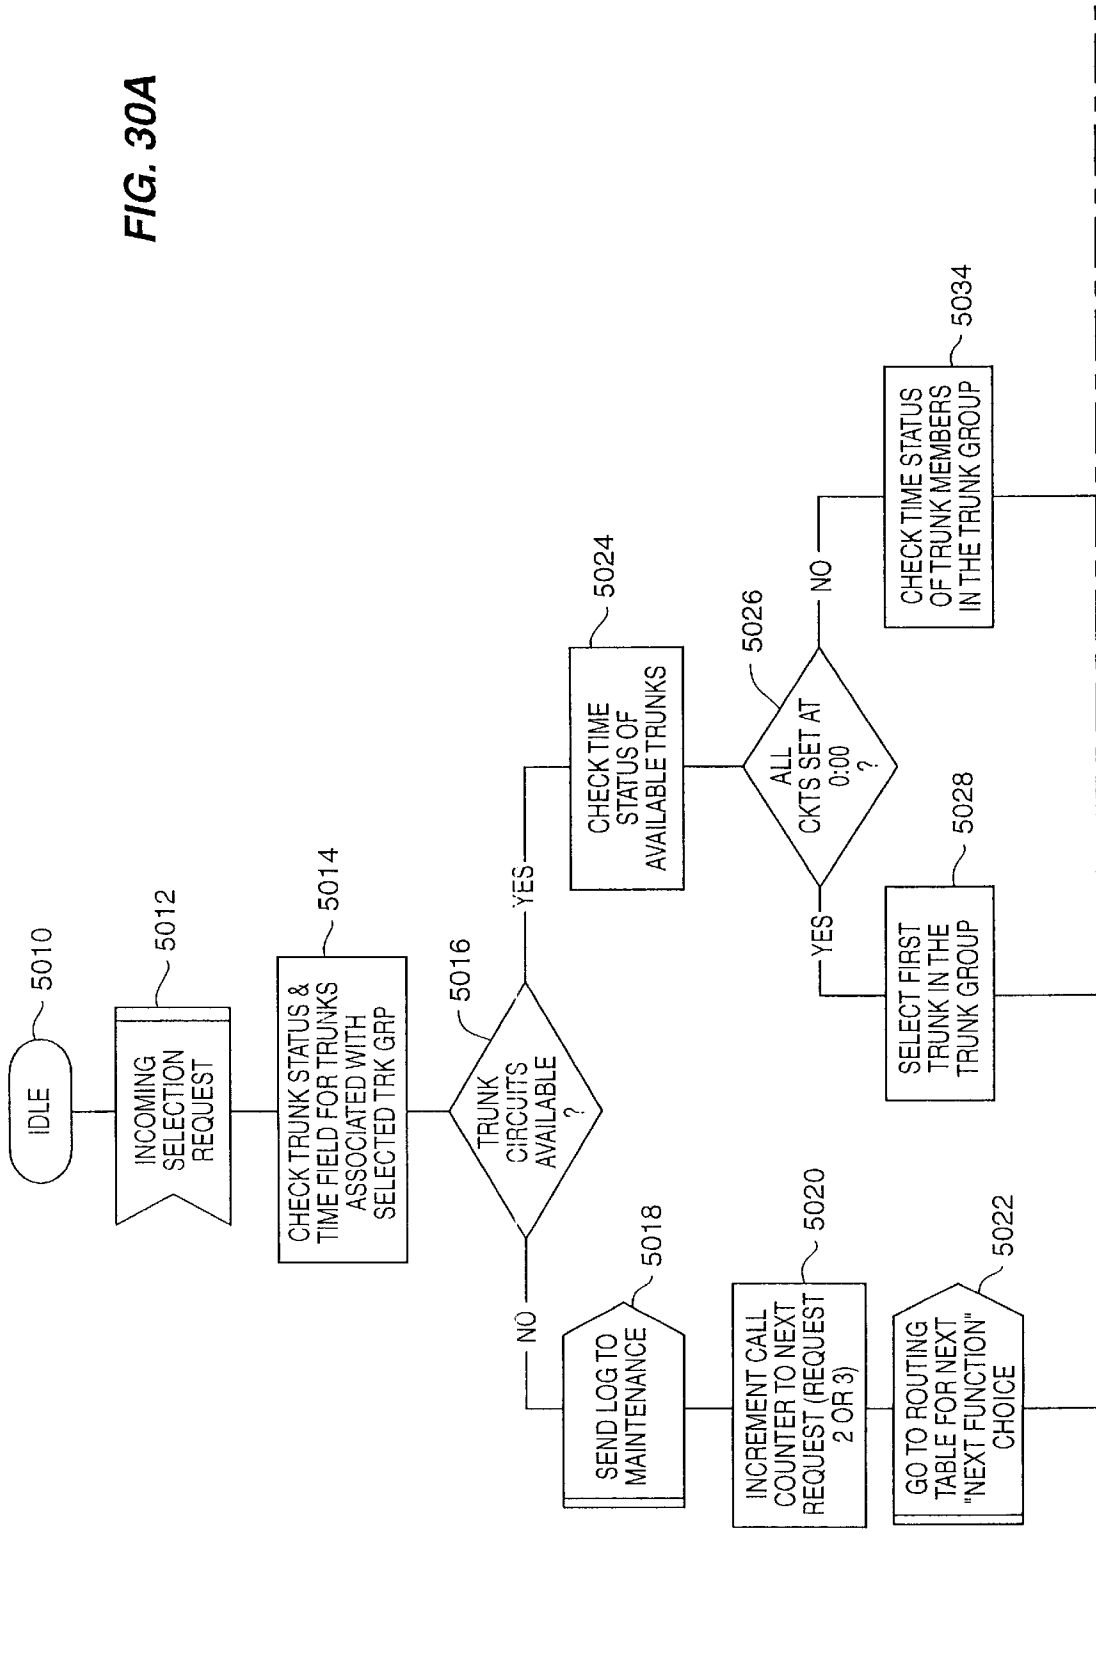 FIG. 30A
IDLE
5010
INCOMING
SELECTION
REQUEST
5012
CHECK TRUNK STATUS &
TIME FIELD FOR TRUNKS
ASSOCIATED WITH
SELECTED TRK GRP
5014
TRUNK
CIRCUITS
AVAILABLE
?
5016
NO
YES
SEND LOG TO
MAINTENANCE
5018
INCREMENT CALL
COUNTER TO NEXT
REQUEST (REQUEST
2 OR 3)
5020
GO TO ROUTING
TABLE FOR NEXT
"NEXT FUNCTION"
CHOICE
5022
CHECK TIME
STATUS OF
AVAILABLE TRUNKS
5024
ALL
CKTS SET AT
0:00
?
5026
YES
NO
SELECT FIRST
TRUNK IN THE
TRUNK GROUP
5028
CHECK TIME STATUS
OF TRUNK MEMBERS
IN THE TRUNK GROUP
5034